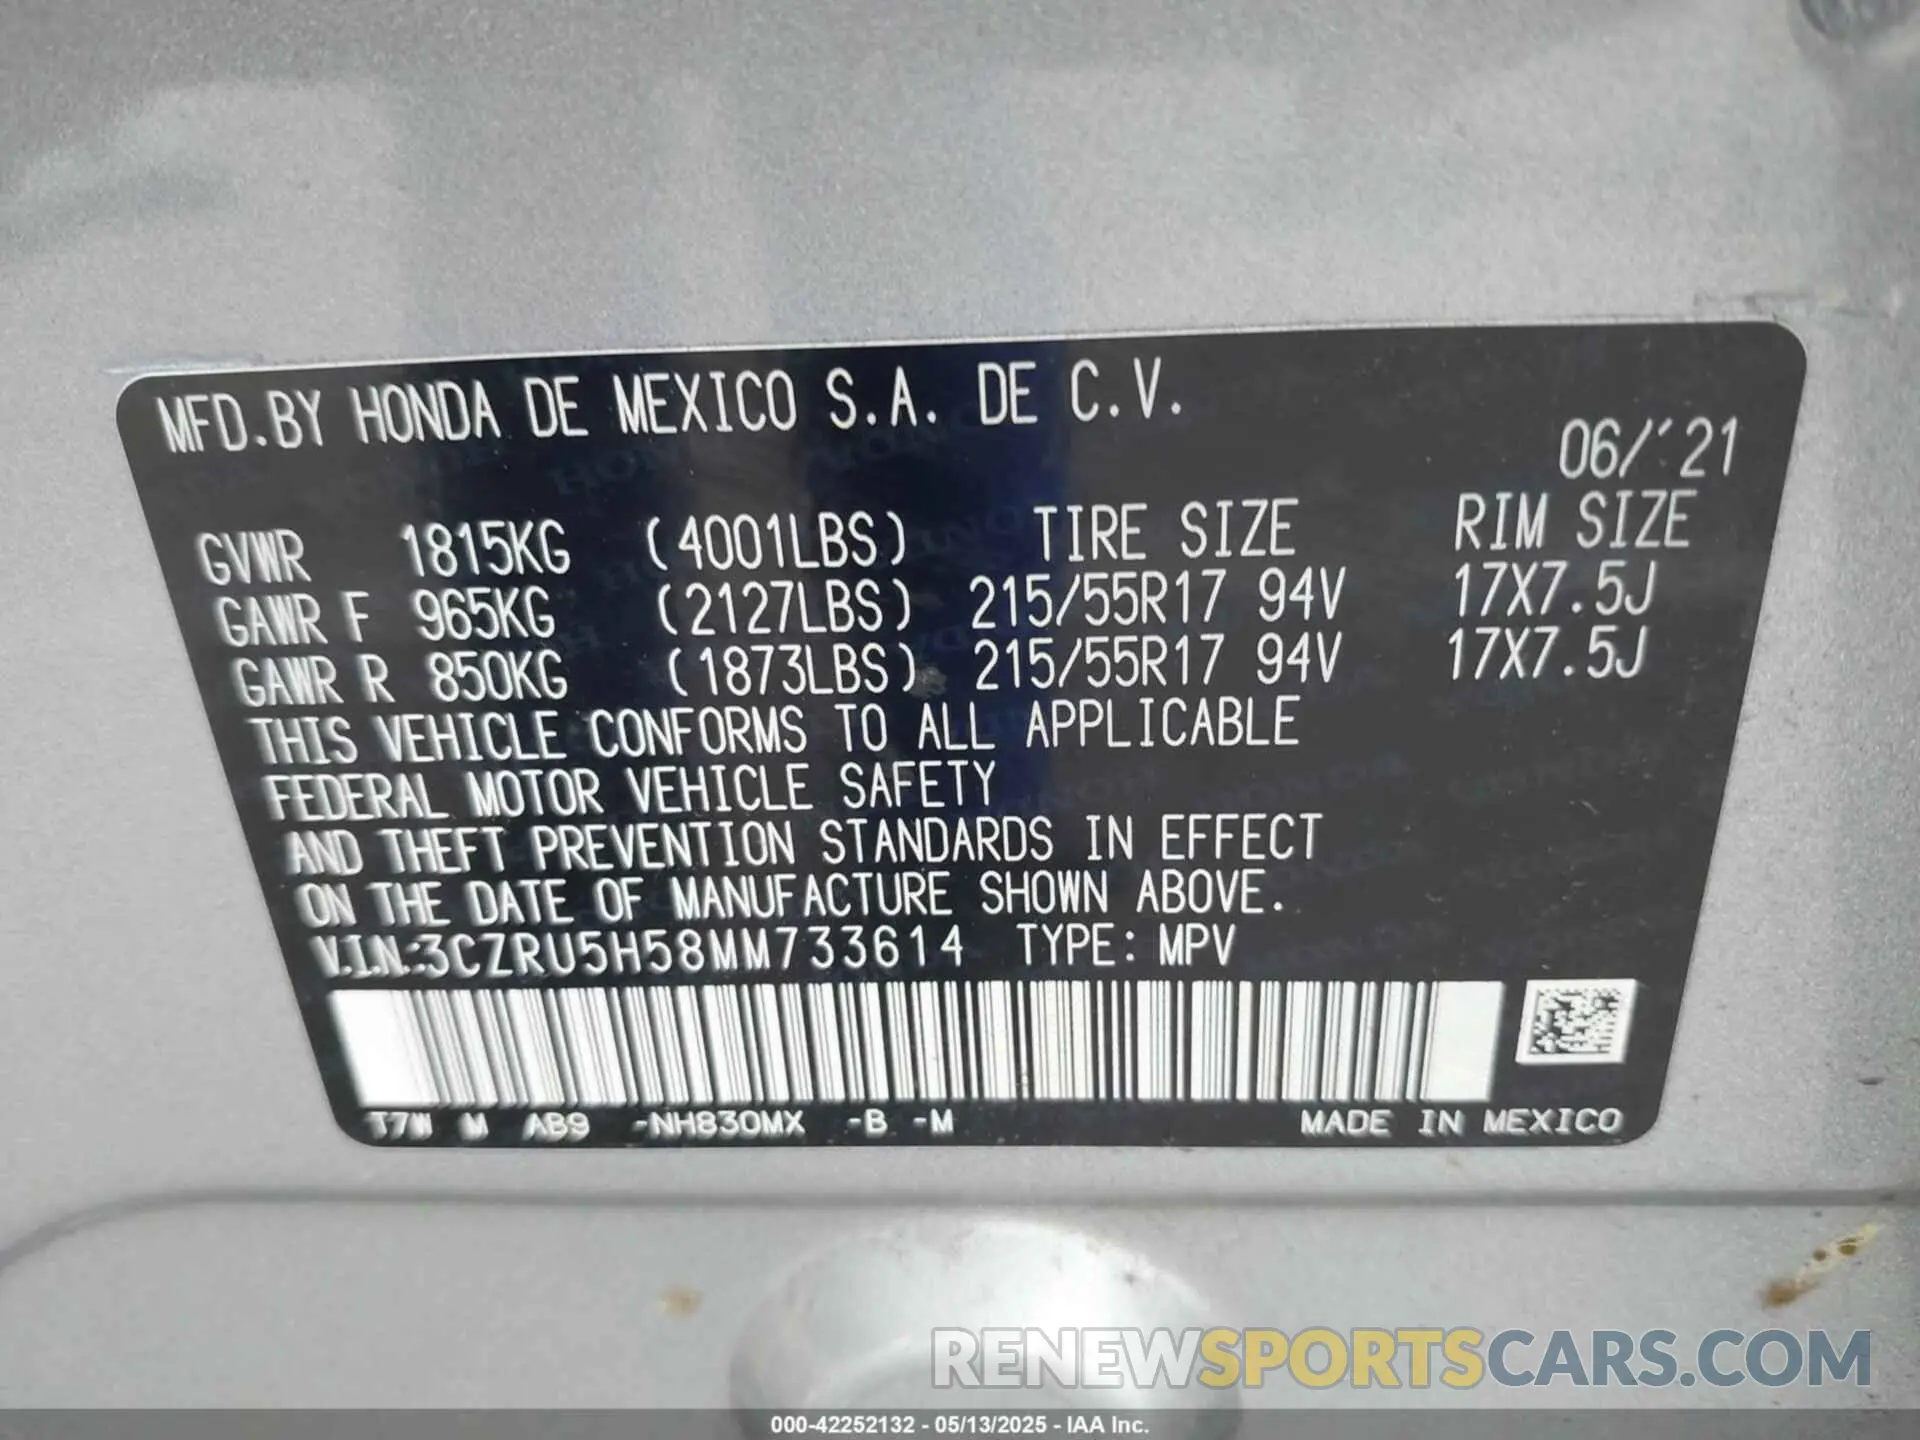 MFD.BY HONDA DE MEXICO S.A. DE C.V.
06/'21
GVWR 1815KG (4001LBS) TIRE SIZE RIM SIZE
GAWR F 965KG (2127LBS) 215/55R17 94V 17X7.5J
GAWR R 850KG (1873LBS) 215/55R17 94V 17X7.5J
THIS VEHICLE CONFORMS TO ALL APPLICABLE
FEDERAL MOTOR VEHICLE SAFETY
AND THEFT PREVENTION STANDARDS IN EFFECT
ON THE DATE OF MANUFACTURE SHOWN ABOVE.
V.I.N.:3CZRU5H58MM733614 TYPE: MPV
T7W M AB9 -NH830MX -B -M MADE IN MEXICO
RENEWSPORTSCARS.COM
000-42252132 - 05/13/2025 - IAA Inc.